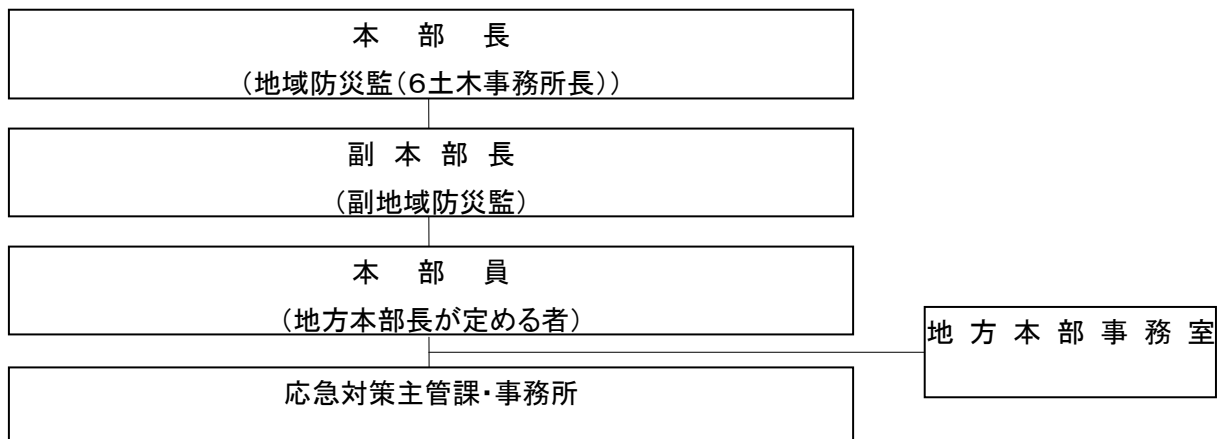 本　部　長
（地域防災監（６土木事務所長））
副 本 部 長
（副地域防災監）
本　部　員
（地方本部長が定める者）
地 方 本 部 事 務 室
応急対策主管課・事務所